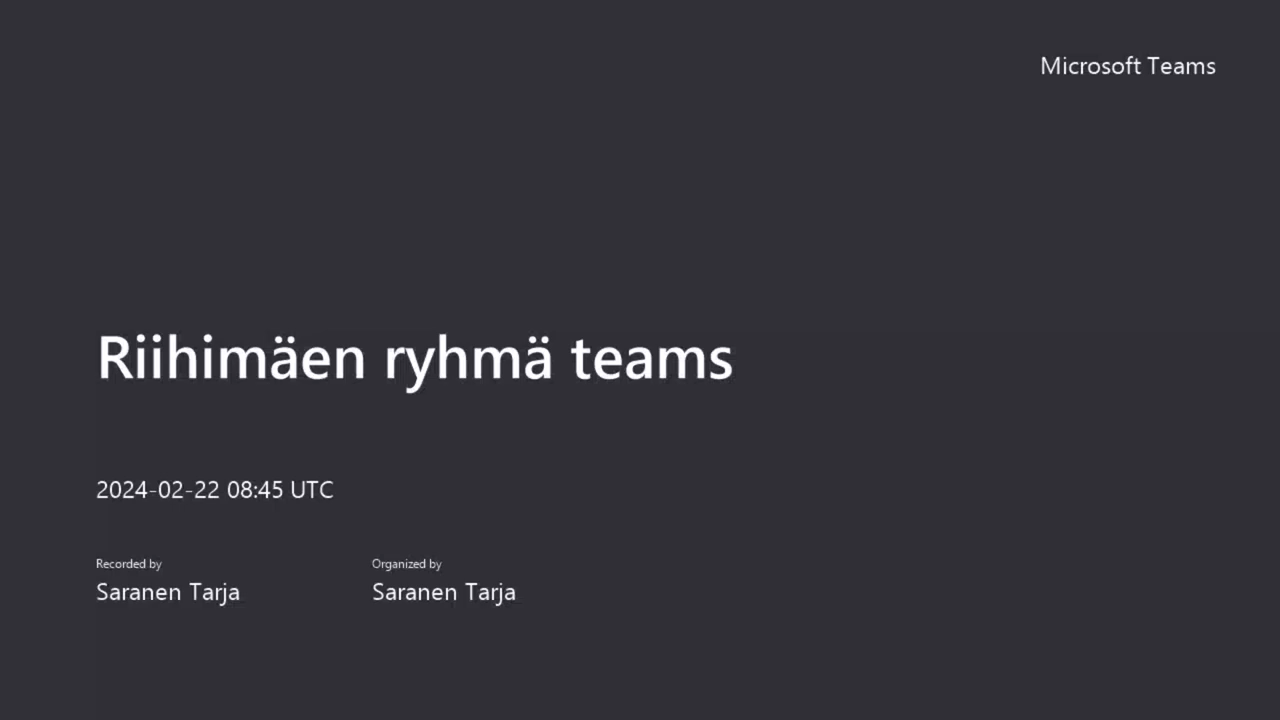 Microsoft Teams
Riihimäen ryhmä teams
2024-02-22 08:45 UTC
Recorded by
Saranen Tarja
Organized by
Saranen Tarja